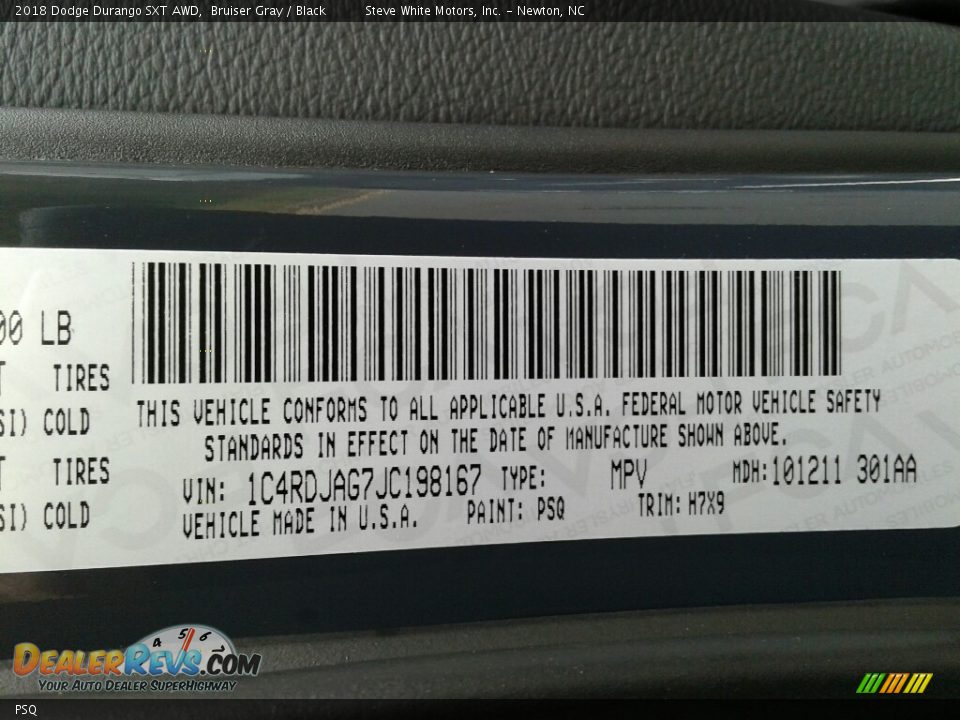 2018 Dodge Durango SXT AWD, Bruiser Gray / Black Steve White Motors, Inc. – Newton, NC
00 LB
T TIRES
SI) COLD
T TIRES
SI) COLD
THIS VEHICLE CONFORMS TO ALL APPLICABLE U.S.A. FEDERAL MOTOR VEHICLE SAFETY
STANDARDS IN EFFECT ON THE DATE OF MANUFACTURE SHOWN ABOVE.
VIN: 1C4RDJAG7JC198167 TYPE: MPV MDH: 101211 301AA
VEHICLE MADE IN U.S.A. PAINT: PSQ TRIM: H7X9
4 5 6
DEALERREVS.COM
YOUR AUTO DEALER SUPERHIGHWAY
PSQ